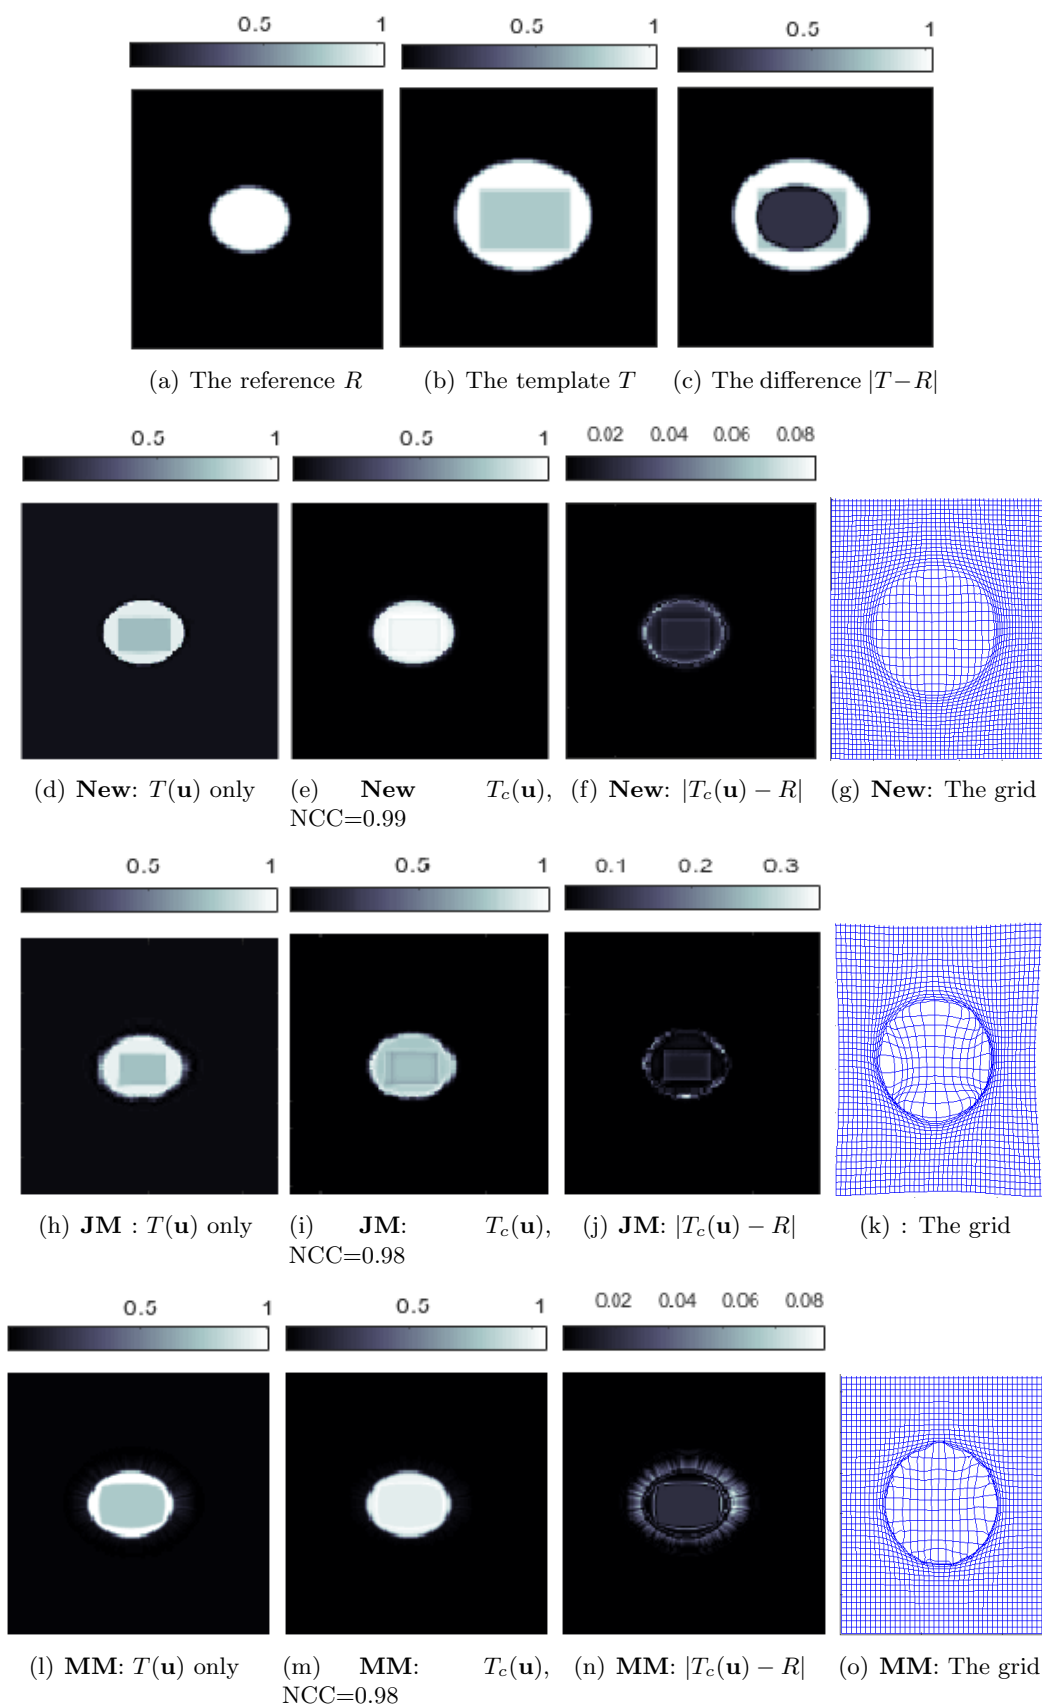 0.5 1 0.5 1 0.5 1
(a) The reference R (b) The template T (c) The difference |T−R|
0.5 1 0.5 1 0.02 0.04 0.06 0.08
(d) New: T(u) only (e) New T_c(u), (f) New: |T_c(u) − R| (g) New: The grid
NCC=0.99
0.5 1 0.5 1 0.1 0.2 0.3
(h) JM : T(u) only (i) JM: T_c(u), (j) JM: |T_c(u) − R| (k) : The grid
NCC=0.98
0.5 1 0.5 1 0.02 0.04 0.06 0.08
(l) MM: T(u) only (m) MM: T_c(u), (n) MM: |T_c(u) − R| (o) MM: The grid
NCC=0.98